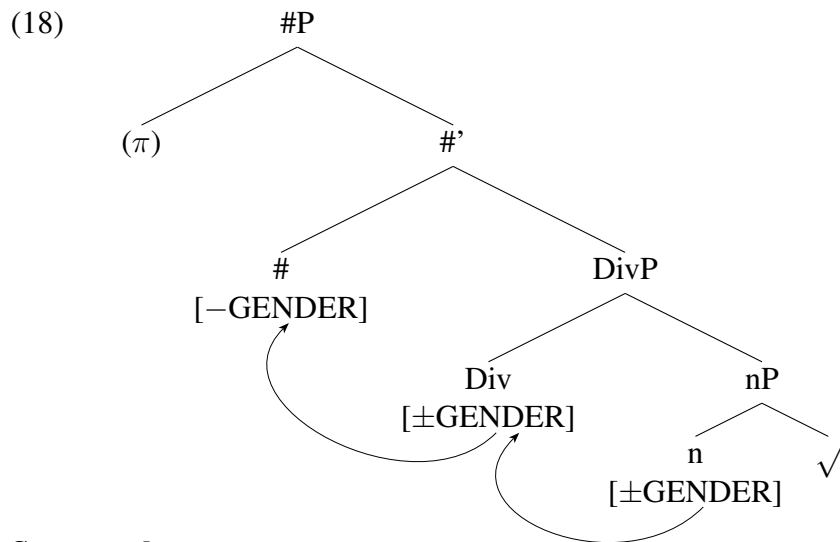 (18) #P
(π) #’
# DivP
[−GENDER]
Div nP
[±GENDER]
n √
[±GENDER]